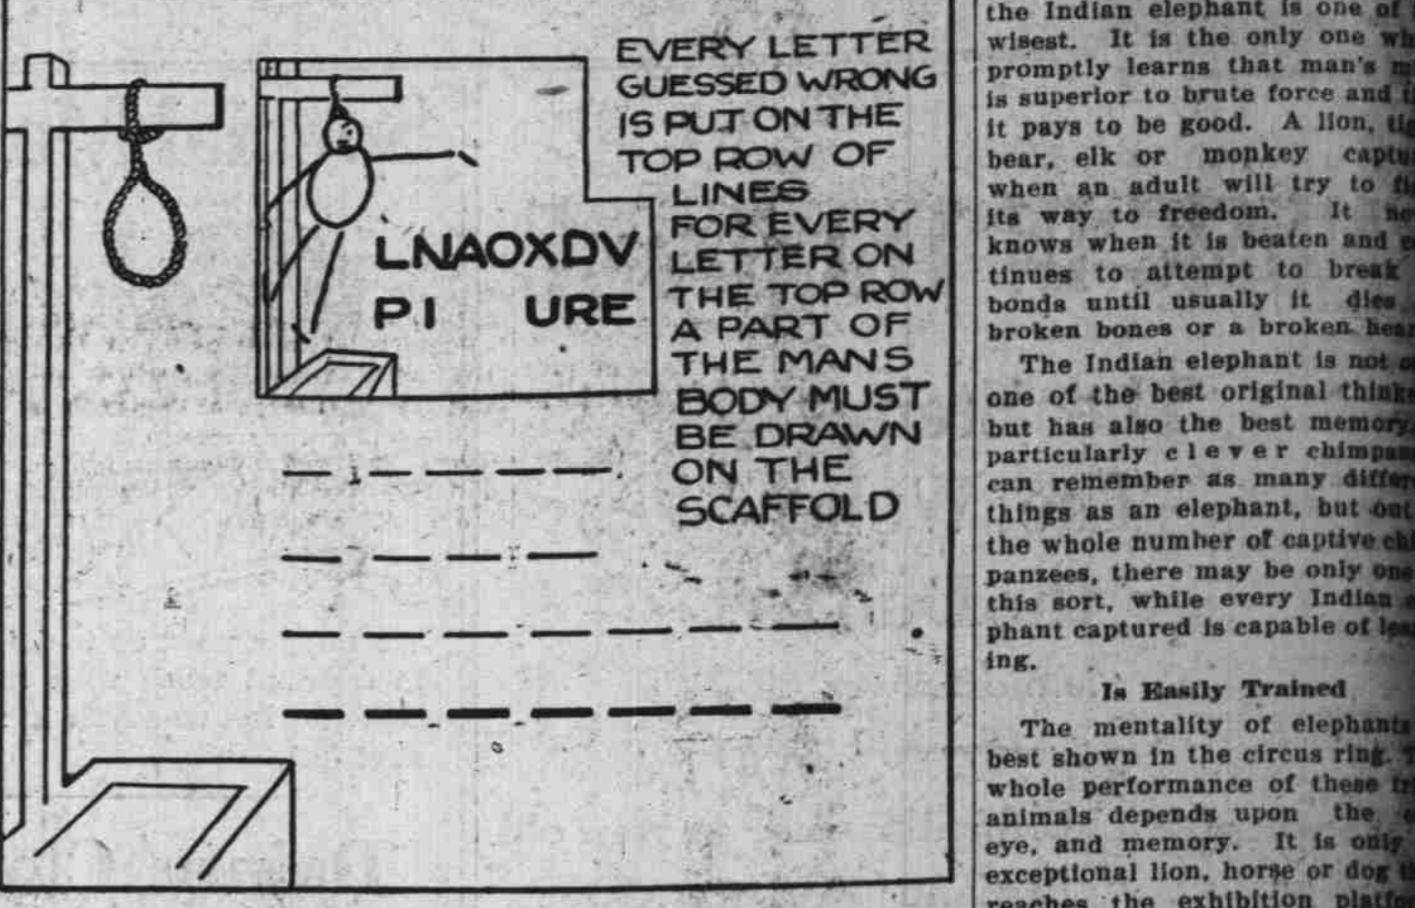 EVERY LETTER
GUESSED WRONG
IS PUT ON THE
TOP ROW OF
LINES
FOR EVERY
LETTER ON
THE TOP ROW
A PART OF
THE MANS
BODY MUST
BE DRAWN
ON THE
SCAFFOLD
LNAOXDV
PI URE
the Indian elephant is one of
wisest. It is the only one
promptly learns that man's
is superior to brute force and
it pays to be good. A lion,
bear, elk or monkey
when an adult will try to
its way to freedom. It
knows when it is beaten and
tinues to attempt to break
bonds until usually it dies
broken bones or a broken
The Indian elephant is not
one of the best original
but has also the best memory,
particularly clever
can remember as many
things as an elephant, but
the whole number of captive
panzees, there may be only one
this sort, while every Indian
phant captured is capable of
ing.
Is Easily Trained
The mentality of elephants
best shown in the circus ring.
whole performance of these
animals depends upon the
eye, and memory. It is only
exceptional lion, horse or dog
reaches the exhibition